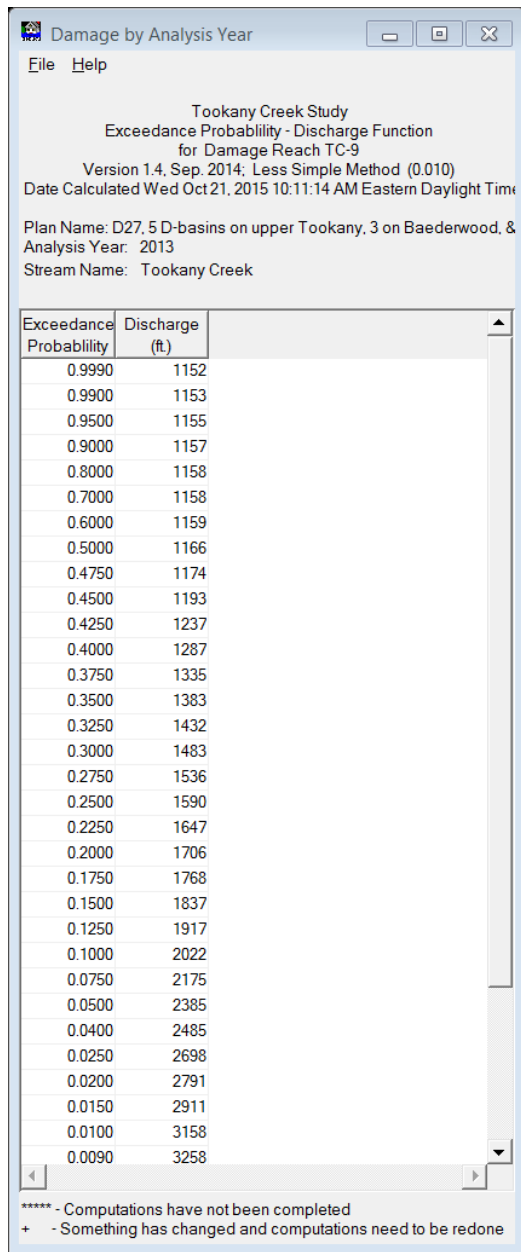 Damage by Analysis Year
File Help
Tookany Creek Study
Exceedance Probablility - Discharge Function
for Damage Reach TC-9
Version 1.4, Sep. 2014; Less Simple Method (0.010)
Date Calculated Wed Oct 21, 2015 10:11:14 AM Eastern Daylight Time
Plan Name: D27, 5 D-basins on upper Tookany, 3 on Baederwood, &
Analysis Year: 2013
Stream Name: Tookany Creek
Exceedance Discharge
Probablility (ft.)
0.9990 1152
0.9900 1153
0.9500 1155
0.9000 1157
0.8000 1158
0.7000 1158
0.6000 1159
0.5000 1166
0.4750 1174
0.4500 1193
0.4250 1237
0.4000 1287
0.3750 1335
0.3500 1383
0.3250 1432
0.3000 1483
0.2750 1536
0.2500 1590
0.2250 1647
0.2000 1706
0.1750 1768
0.1500 1837
0.1250 1917
0.1000 2022
0.0750 2175
0.0500 2385
0.0400 2485
0.0250 2698
0.0200 2791
0.0150 2911
0.0100 3158
0.0090 3258
***** - Computations have not been completed
+ - Something has changed and computations need to be redone